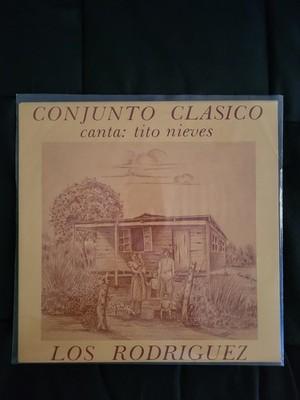 CONJUNTO CLASICO
canta: tito nieves
LOS RODRIGUEZ